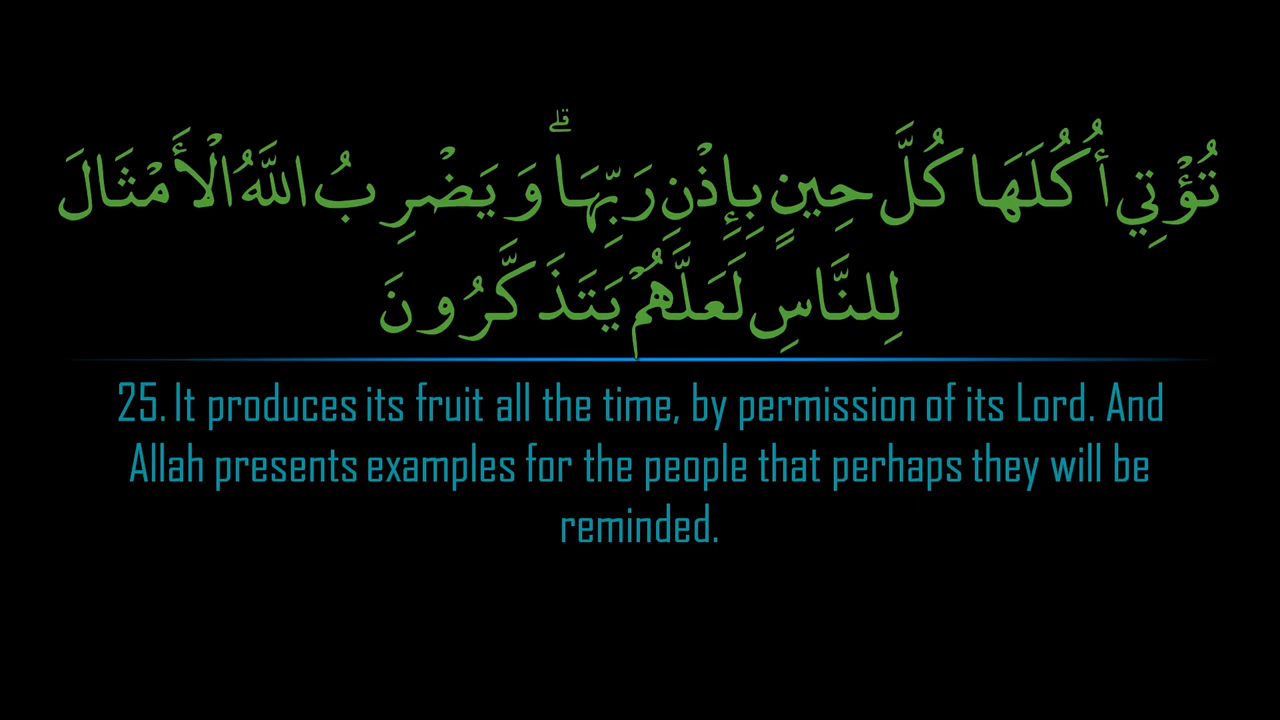 تُؤْتِي أُكُلَهَا كُلَّ حِينٍ بِإِذْنِ رَبِّهَا ۗ وَيَضْرِبُ اللَّهُ الْأَمْثَالَ
لِلنَّاسِ لَعَلَّهُمْ يَتَذَكَّرُونَ
25. It produces its fruit all the time, by permission of its Lord. And
Allah presents examples for the people that perhaps they will be
reminded.